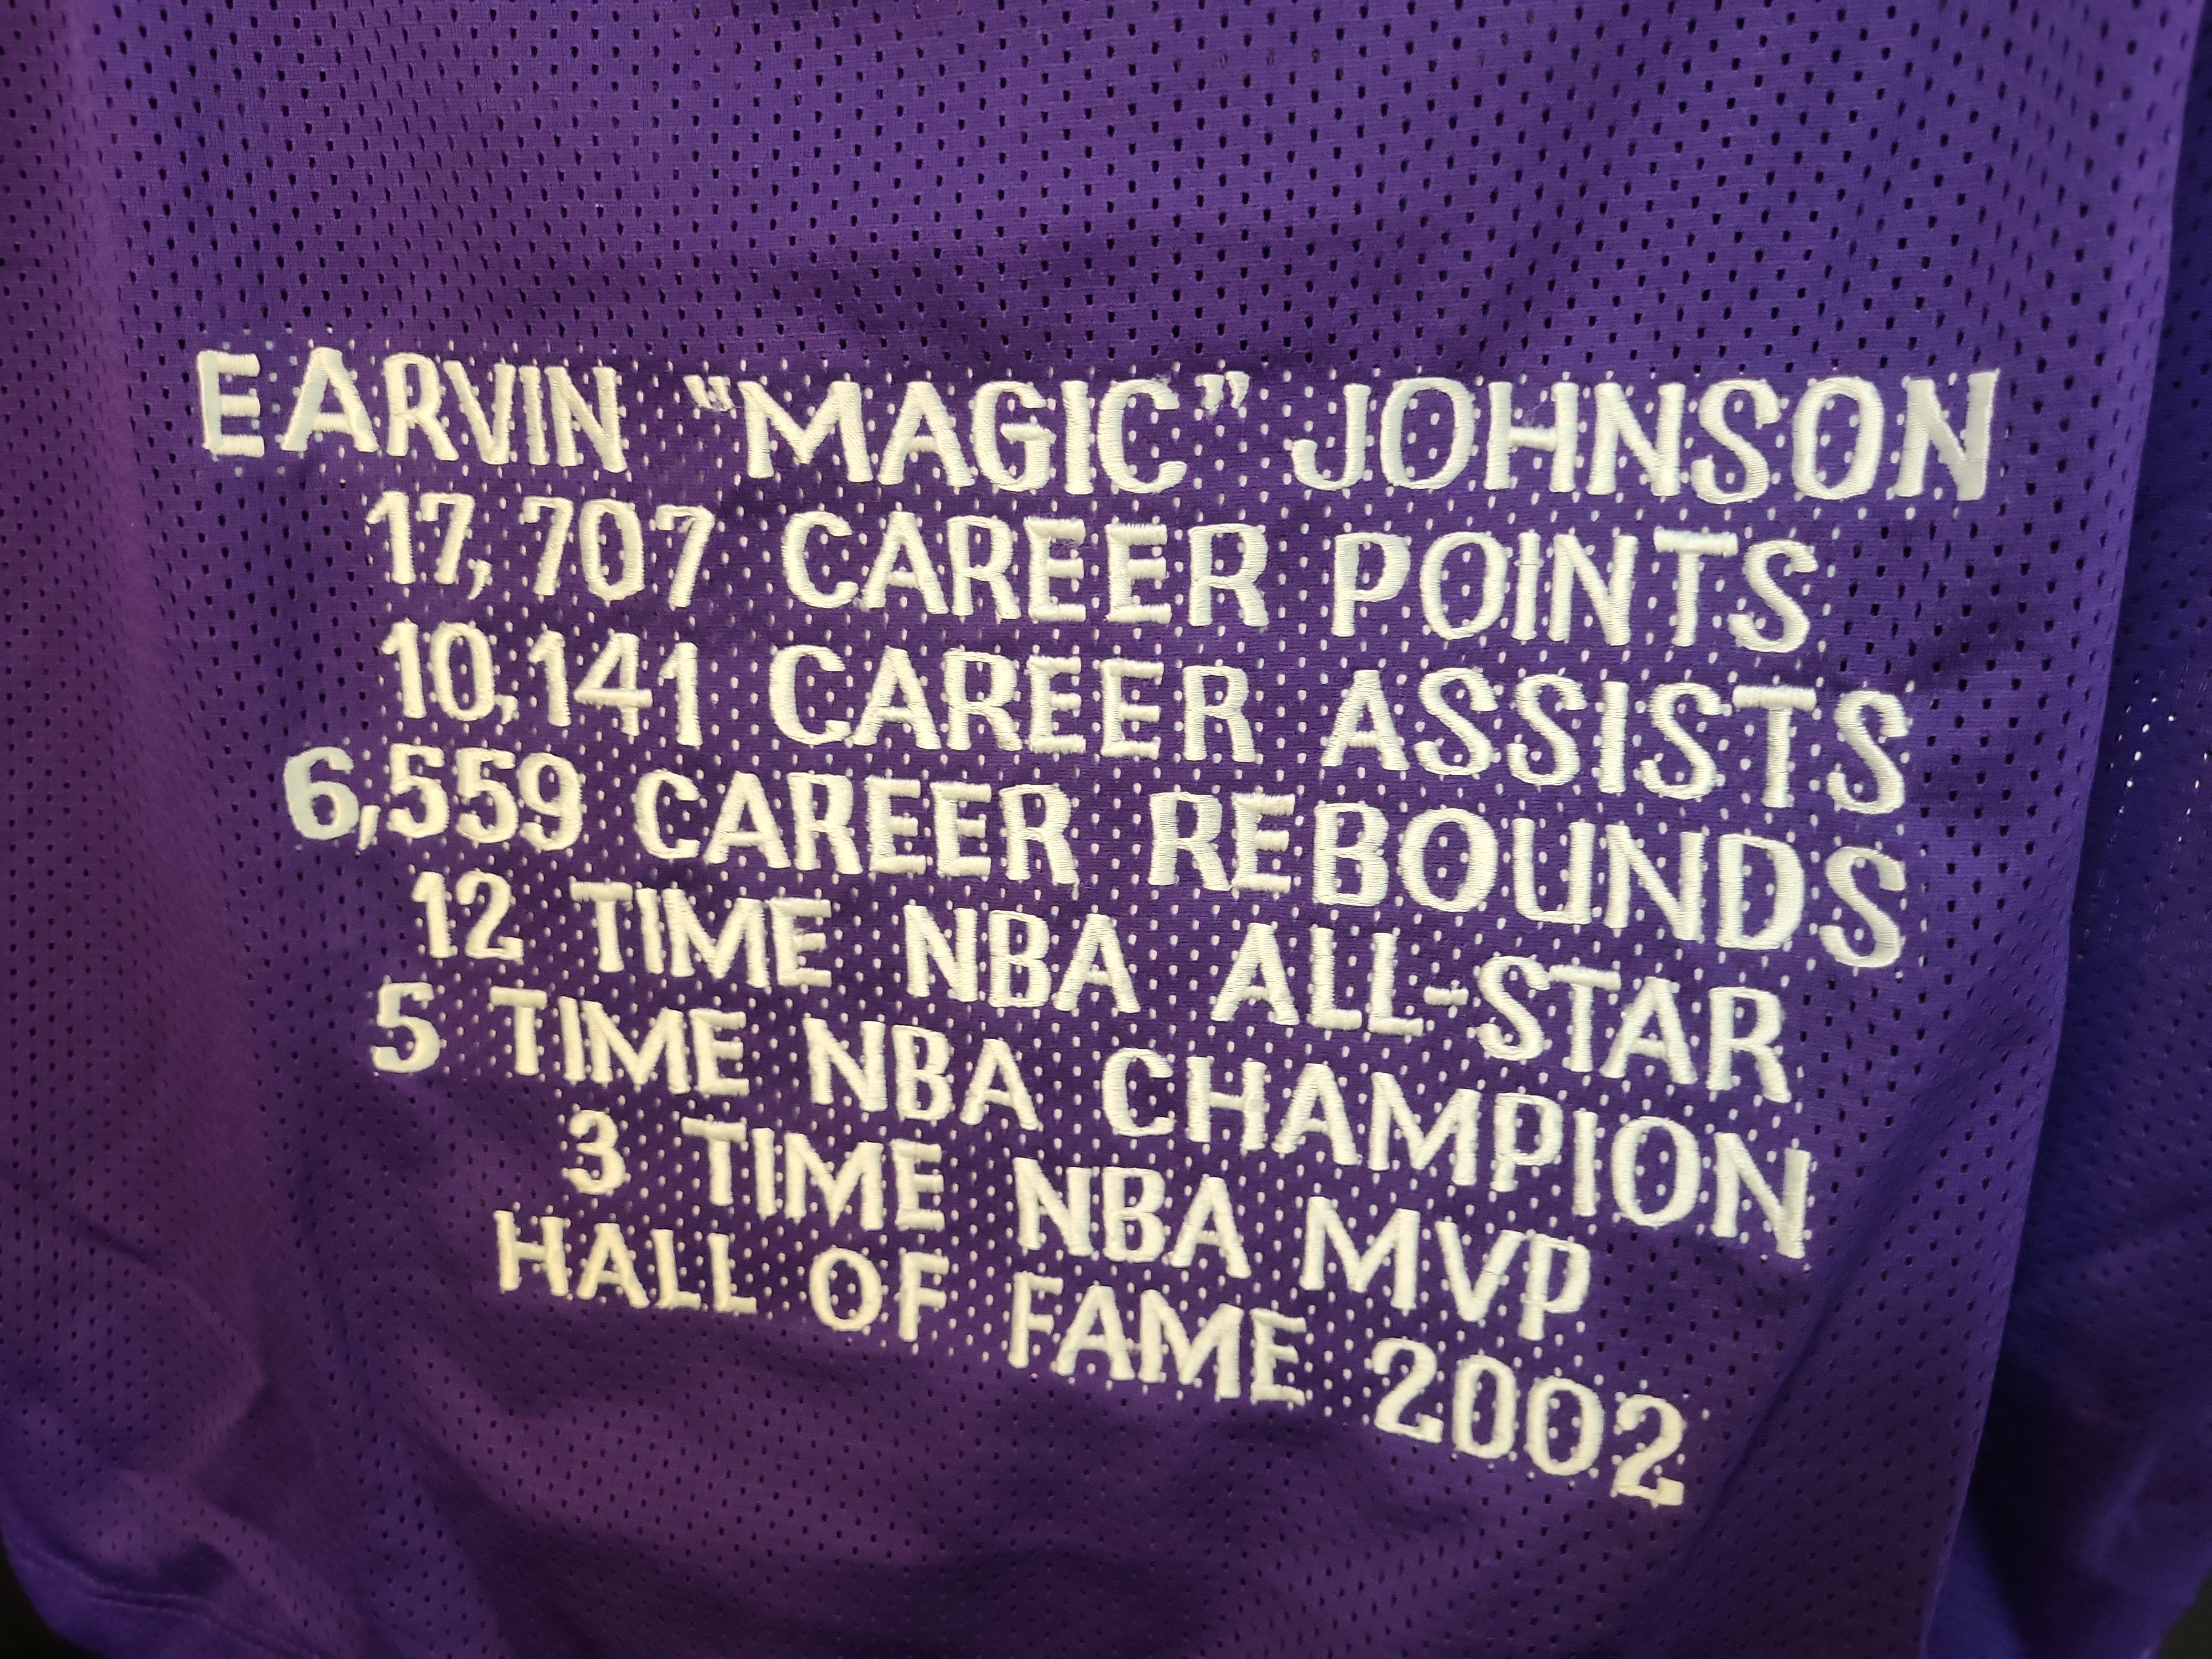 EARVIN "MAGIC" JOHNSON
17,707 CAREER POINTS
10,141 CAREER ASSISTS
6,559 CAREER REBOUNDS
12 TIME NBA ALL-STAR
5 TIME NBA CHAMPION
3 TIME NBA MVP
HALL OF FAME 2002